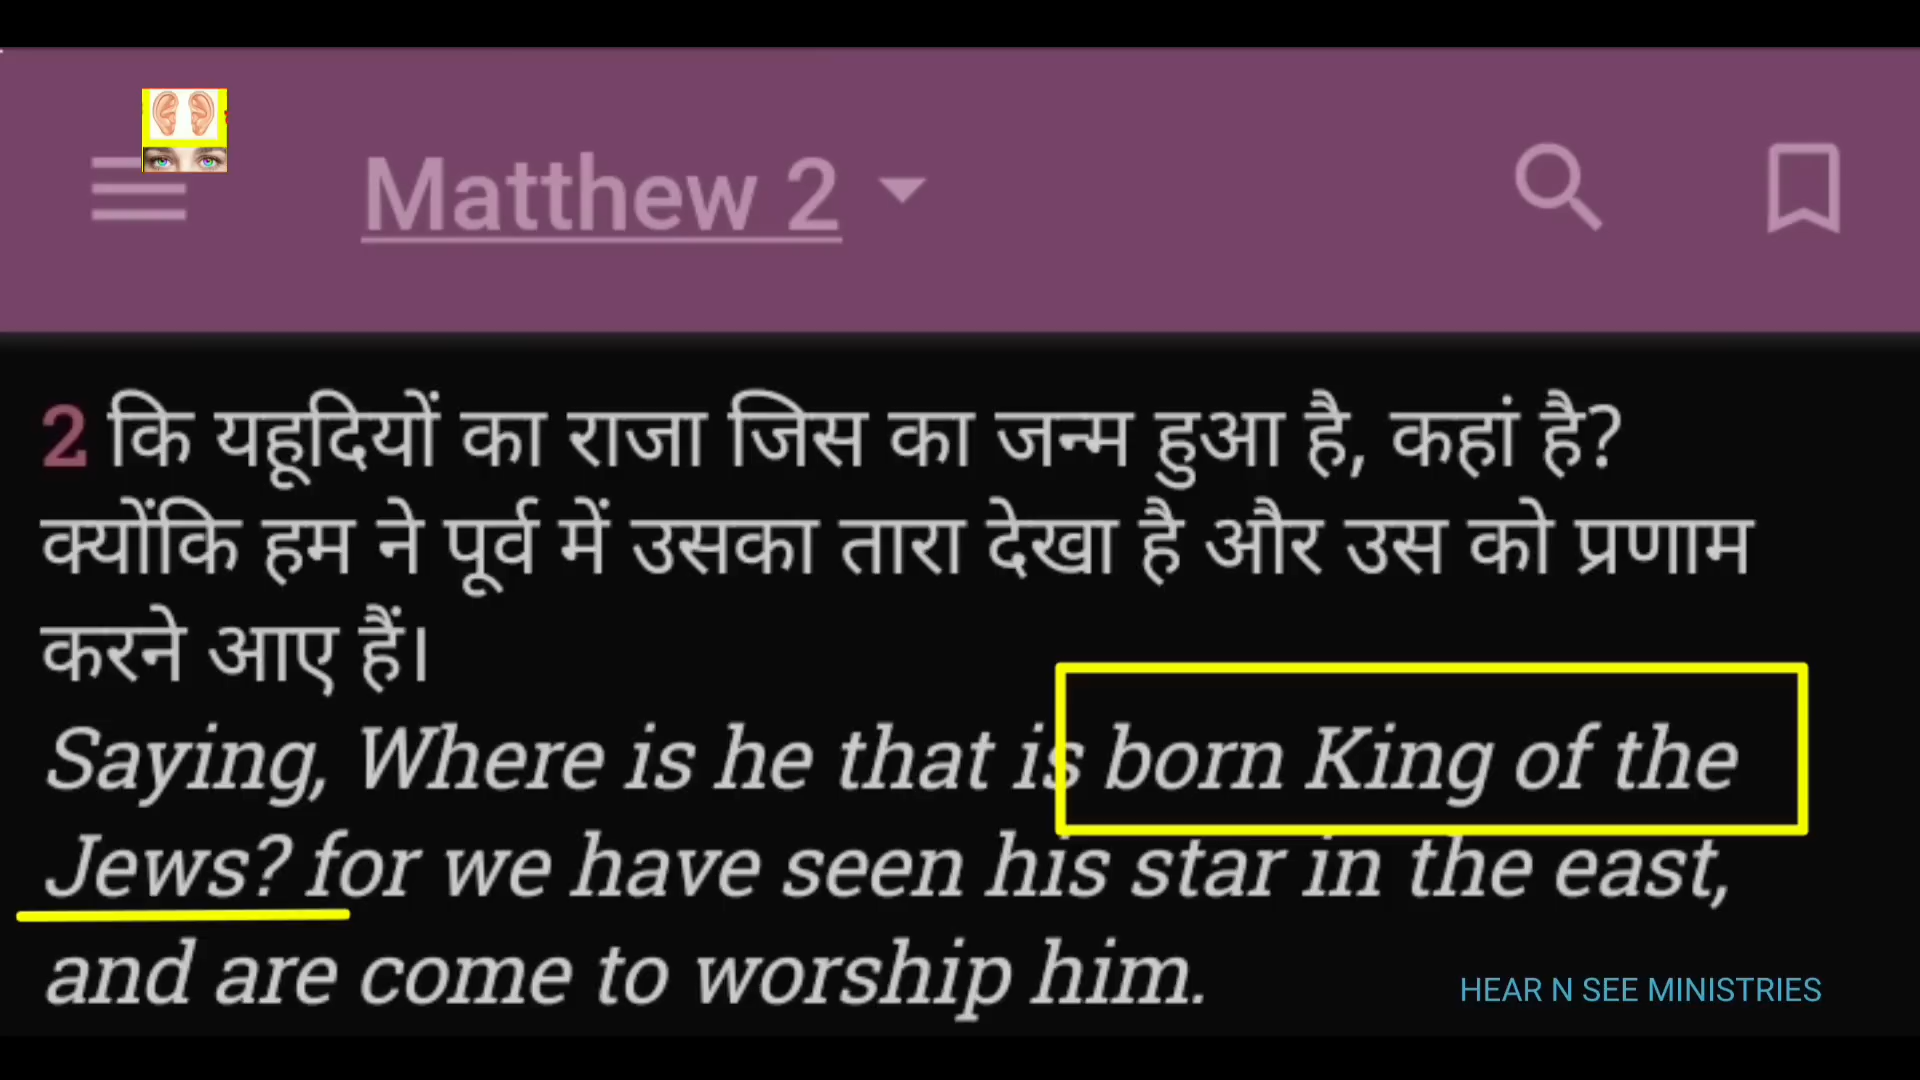 Matthew 2
2 कि यहूदियों का राजा जिस का जन्म हुआ है, कहां है?
क्योंकि हम ने पूर्व में उसका तारा देखा है और उस को प्रणाम
करने आए हैं।
Saying, Where is he that is born King of the
Jews? for we have seen his star in the east,
and are come to worship him.
HEAR N SEE MINISTRIES